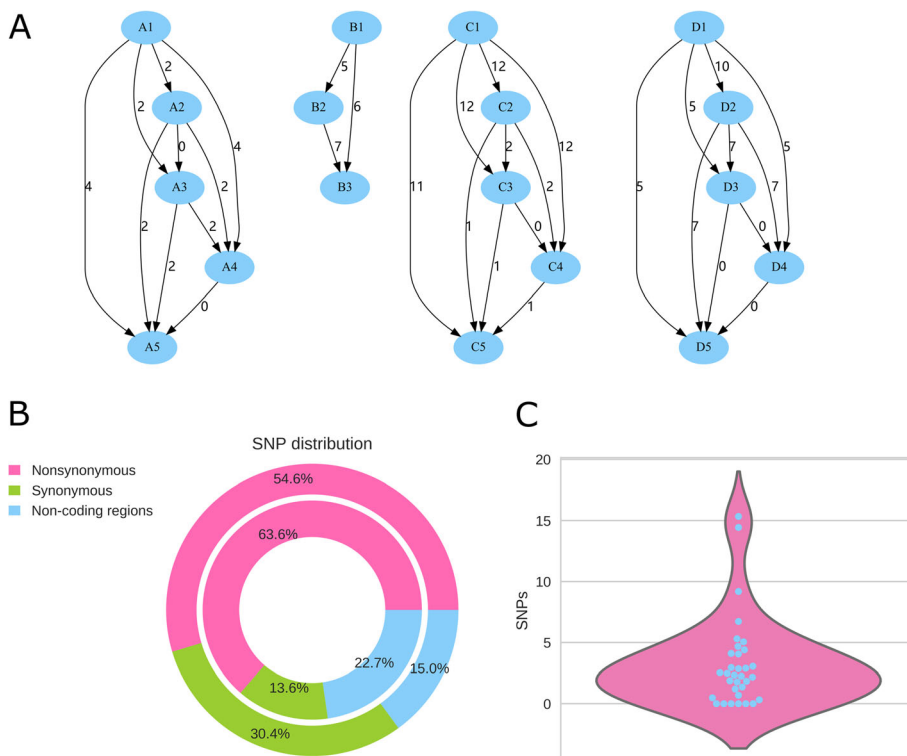 A
A1
B1
C1
D1
2
5
12
10
A2
B2
C2
D2
2
4
6
12
12
5
5
0
7
2
7
4
A3
B3
11
C3
5
D3
2
2
2
0
1
2
0
7
7
2
A4
1
C4
0
D4
0
1
0
A5
C5
D5
B
C
SNP distribution
Nonsynonymous
Synonymous
Non-coding regions
54.6%
63.6%
22.7%
15.0%
13.6%
30.4%
SNPs
20
15
10
5
0